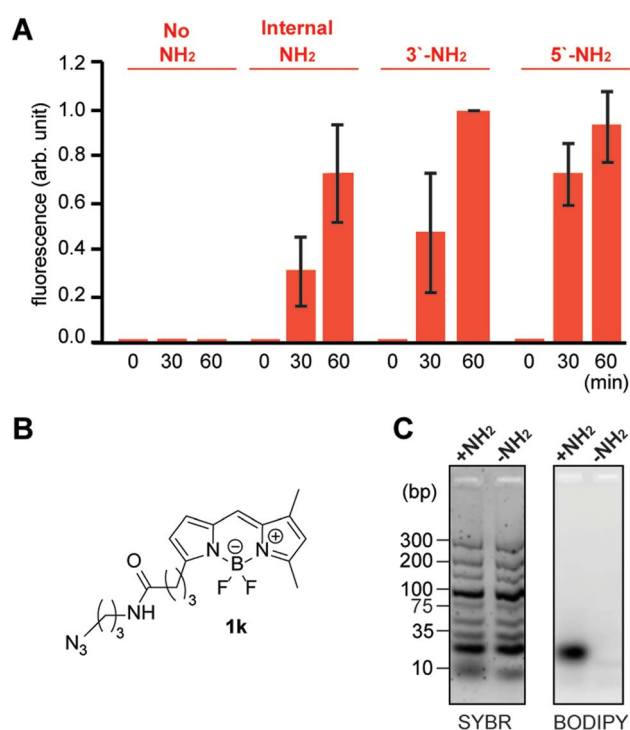 A
No
NH2
Internal
NH2
3`-NH2
5`-NH2
fluorescence (arb. unit)
1.2
1.0
0.8
0.6
0.4
0.2
0.0
0 30 60 0 30 60 0 30 60 0 30 60
(min)
B
O
NH
N3
( )3
( )3
N
B
N
⊖
⊕
F
F
1k
C
+NH2 -NH2 +NH2 -NH2
(bp)
300
200
100
75
35
10
SYBR BODIPY